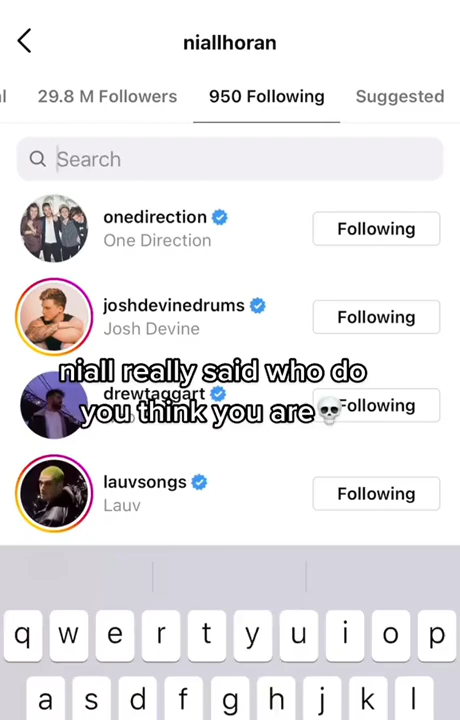 niallhoran
29.8 M Followers
950 Following
Suggested
Search
onedirection
One Direction
Following
joshdevinedrums
Josh Devine
Following
niall really said who do
you think you are💀
drewtaggart
Following
lauvsongs
Lauv
Following
q w e r t y u i o p
a s d f g h j k l